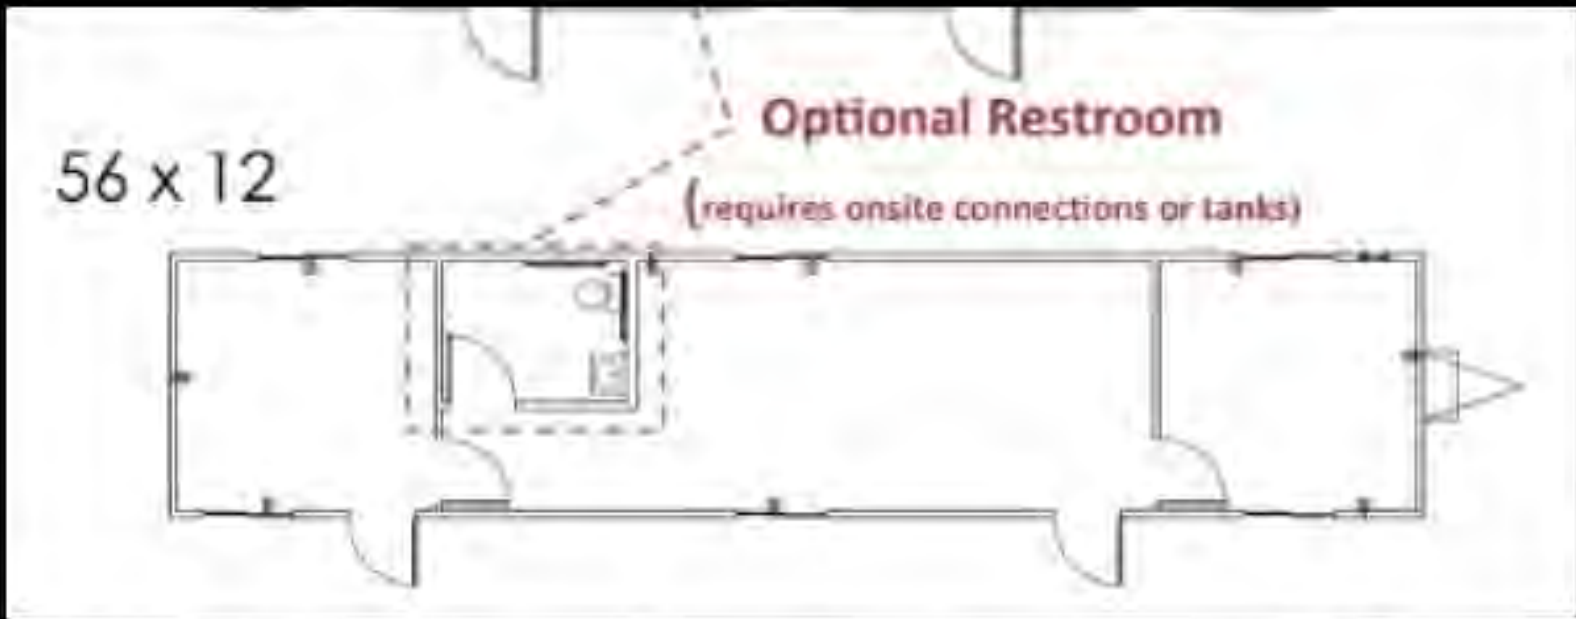 Optional Restroom
56 x 12
(requires onsite connections or tanks)